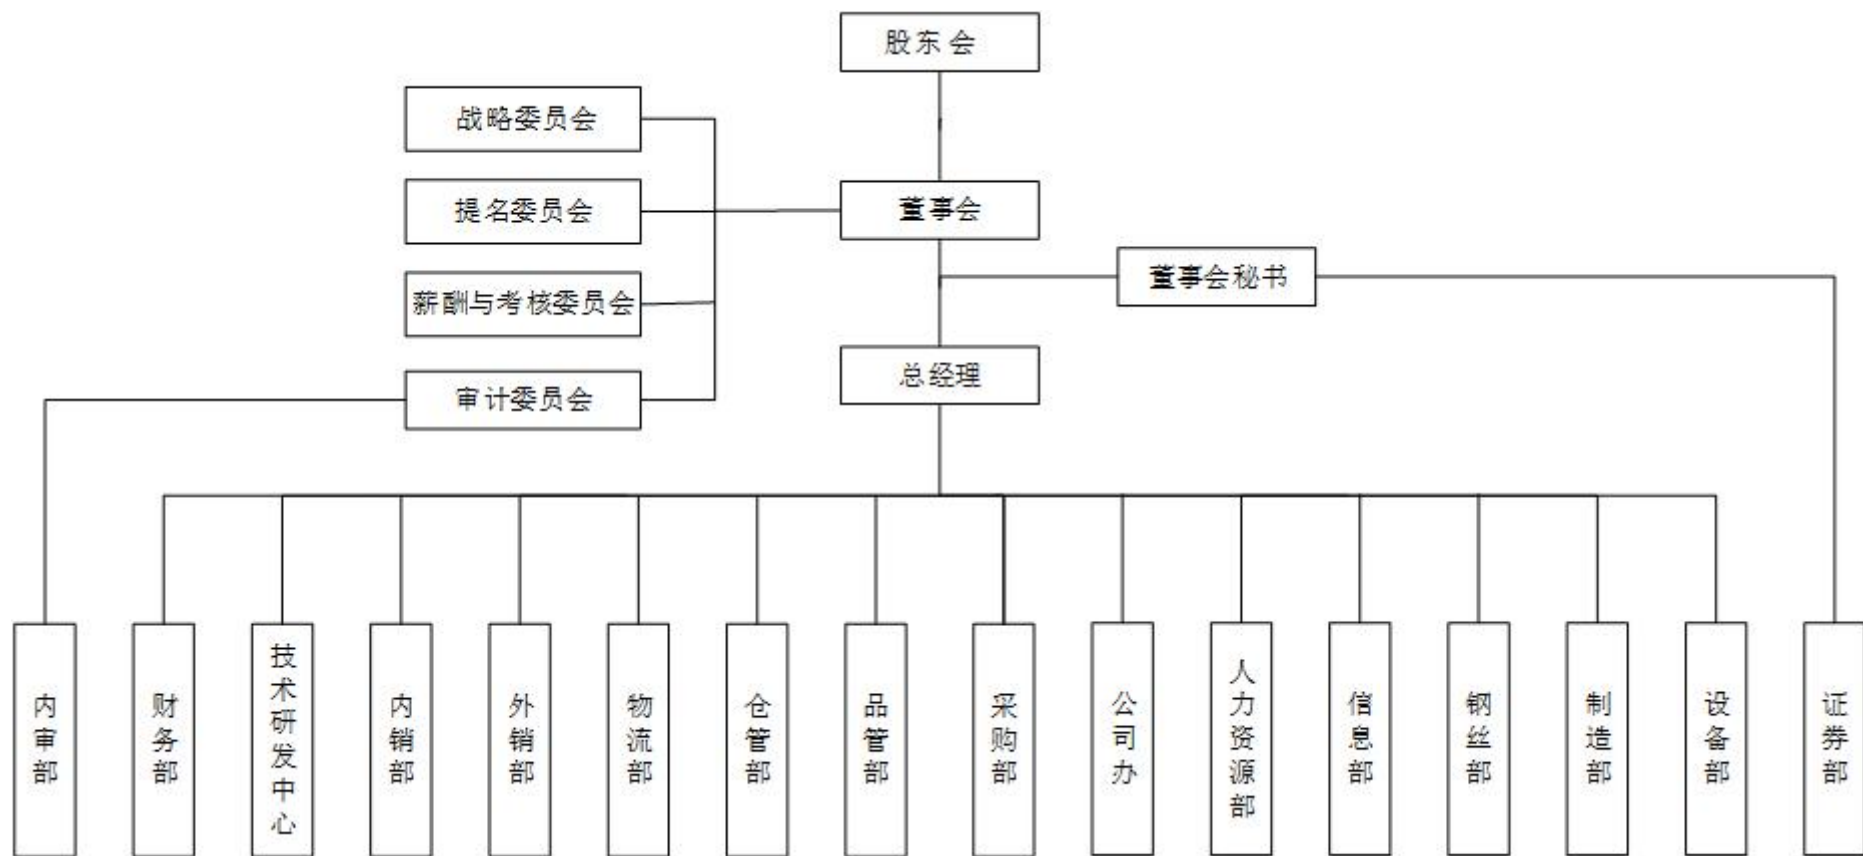 股东会
战略委员会
提名委员会
董事会
董事会秘书
薪酬与考核委员会
总经理
审计委员会
内审部
财务部
技术研发中心
内销部
外销部
物流部
仓管部
品管部
采购部
公司办
人力资源部
信息部
钢丝部
制造部
设备部
证券部